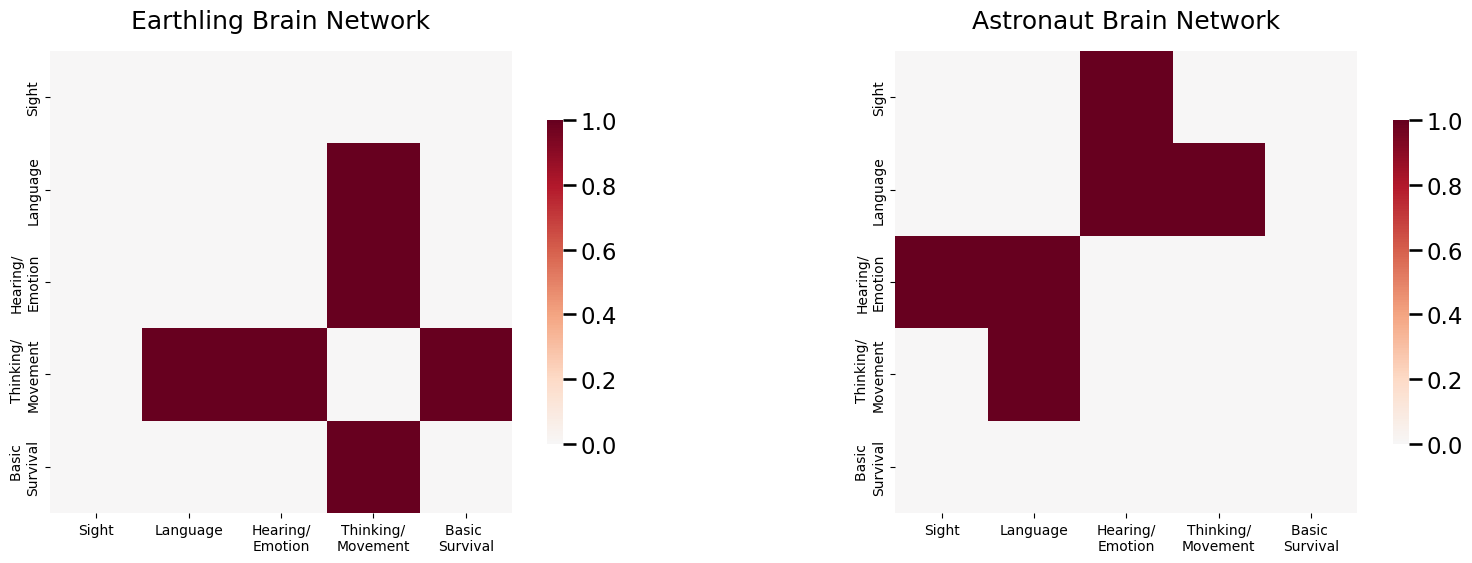 Earthling Brain Network
Sight
Language
Hearing/
Emotion
Thinking/
Movement
Basic
Survival
Sight
Language
Hearing/
Emotion
Thinking/
Movement
Basic
Survival
1.0
0.8
0.6
0.4
0.2
0.0
Astronaut Brain Network
Sight
Language
Hearing/
Emotion
Thinking/
Movement
Basic
Survival
Sight
Language
Hearing/
Emotion
Thinking/
Movement
Basic
Survival
1.0
0.8
0.6
0.4
0.2
0.0